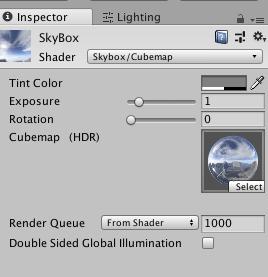 Inspector Lighting
SkyBox
Shader Skybox/Cubemap
Tint Color
Exposure 1
Rotation 0
Cubemap (HDR)
Select
Render Queue From Shader 1000
Double Sided Global Illumination